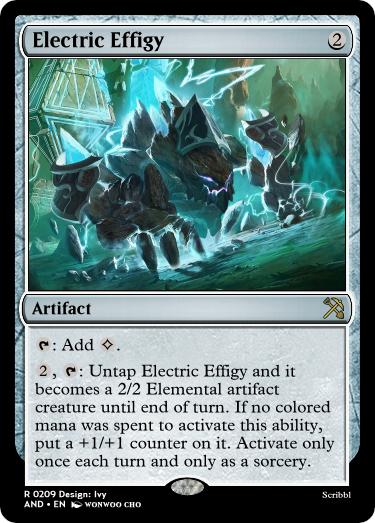 Electric Effigy 2
Artifact
: Add .
2, : Untap Electric Effigy and it
becomes a 2/2 Elemental artifact
creature until end of turn. If no colored
mana was spent to activate this ability,
put a +1/+1 counter on it. Activate only
once each turn and only as a sorcery.
R 0209 Design: Ivy Scribbl
AND • EN WONWOO CHO